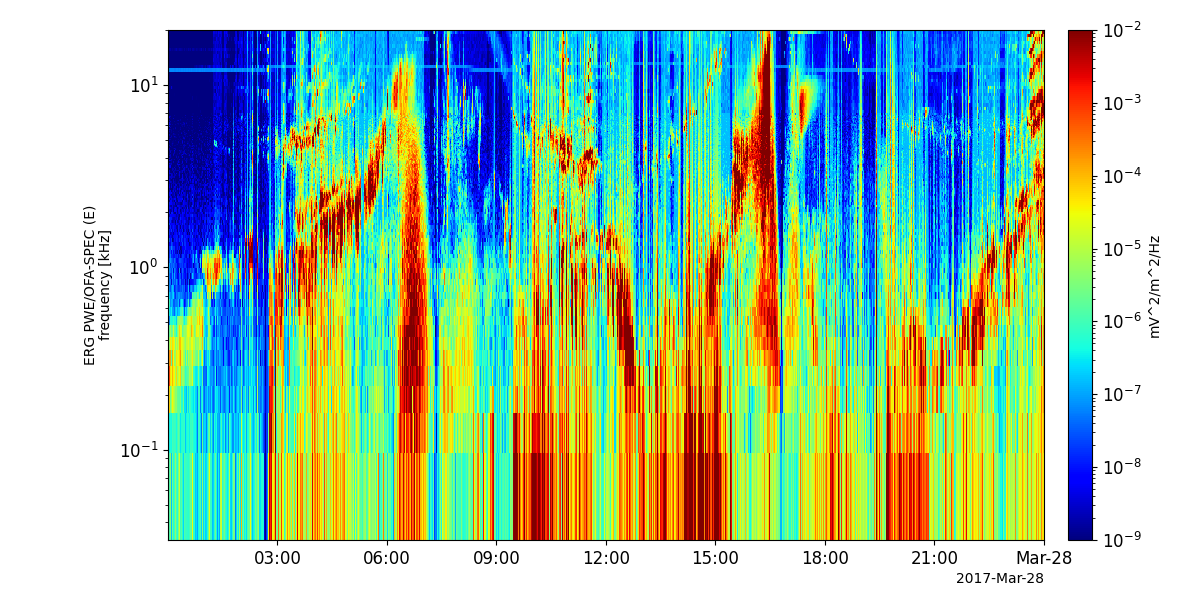 ERG PWE/OFA-SPEC (E)
frequency [kHz]
10^1
10^0
10^-1
03:00 06:00 09:00 12:00 15:00 18:00 21:00 Mar-28
2017-Mar-28
10^-2
10^-3
10^-4
10^-5
10^-6
10^-7
10^-8
10^-9
mV^2/m^2/Hz